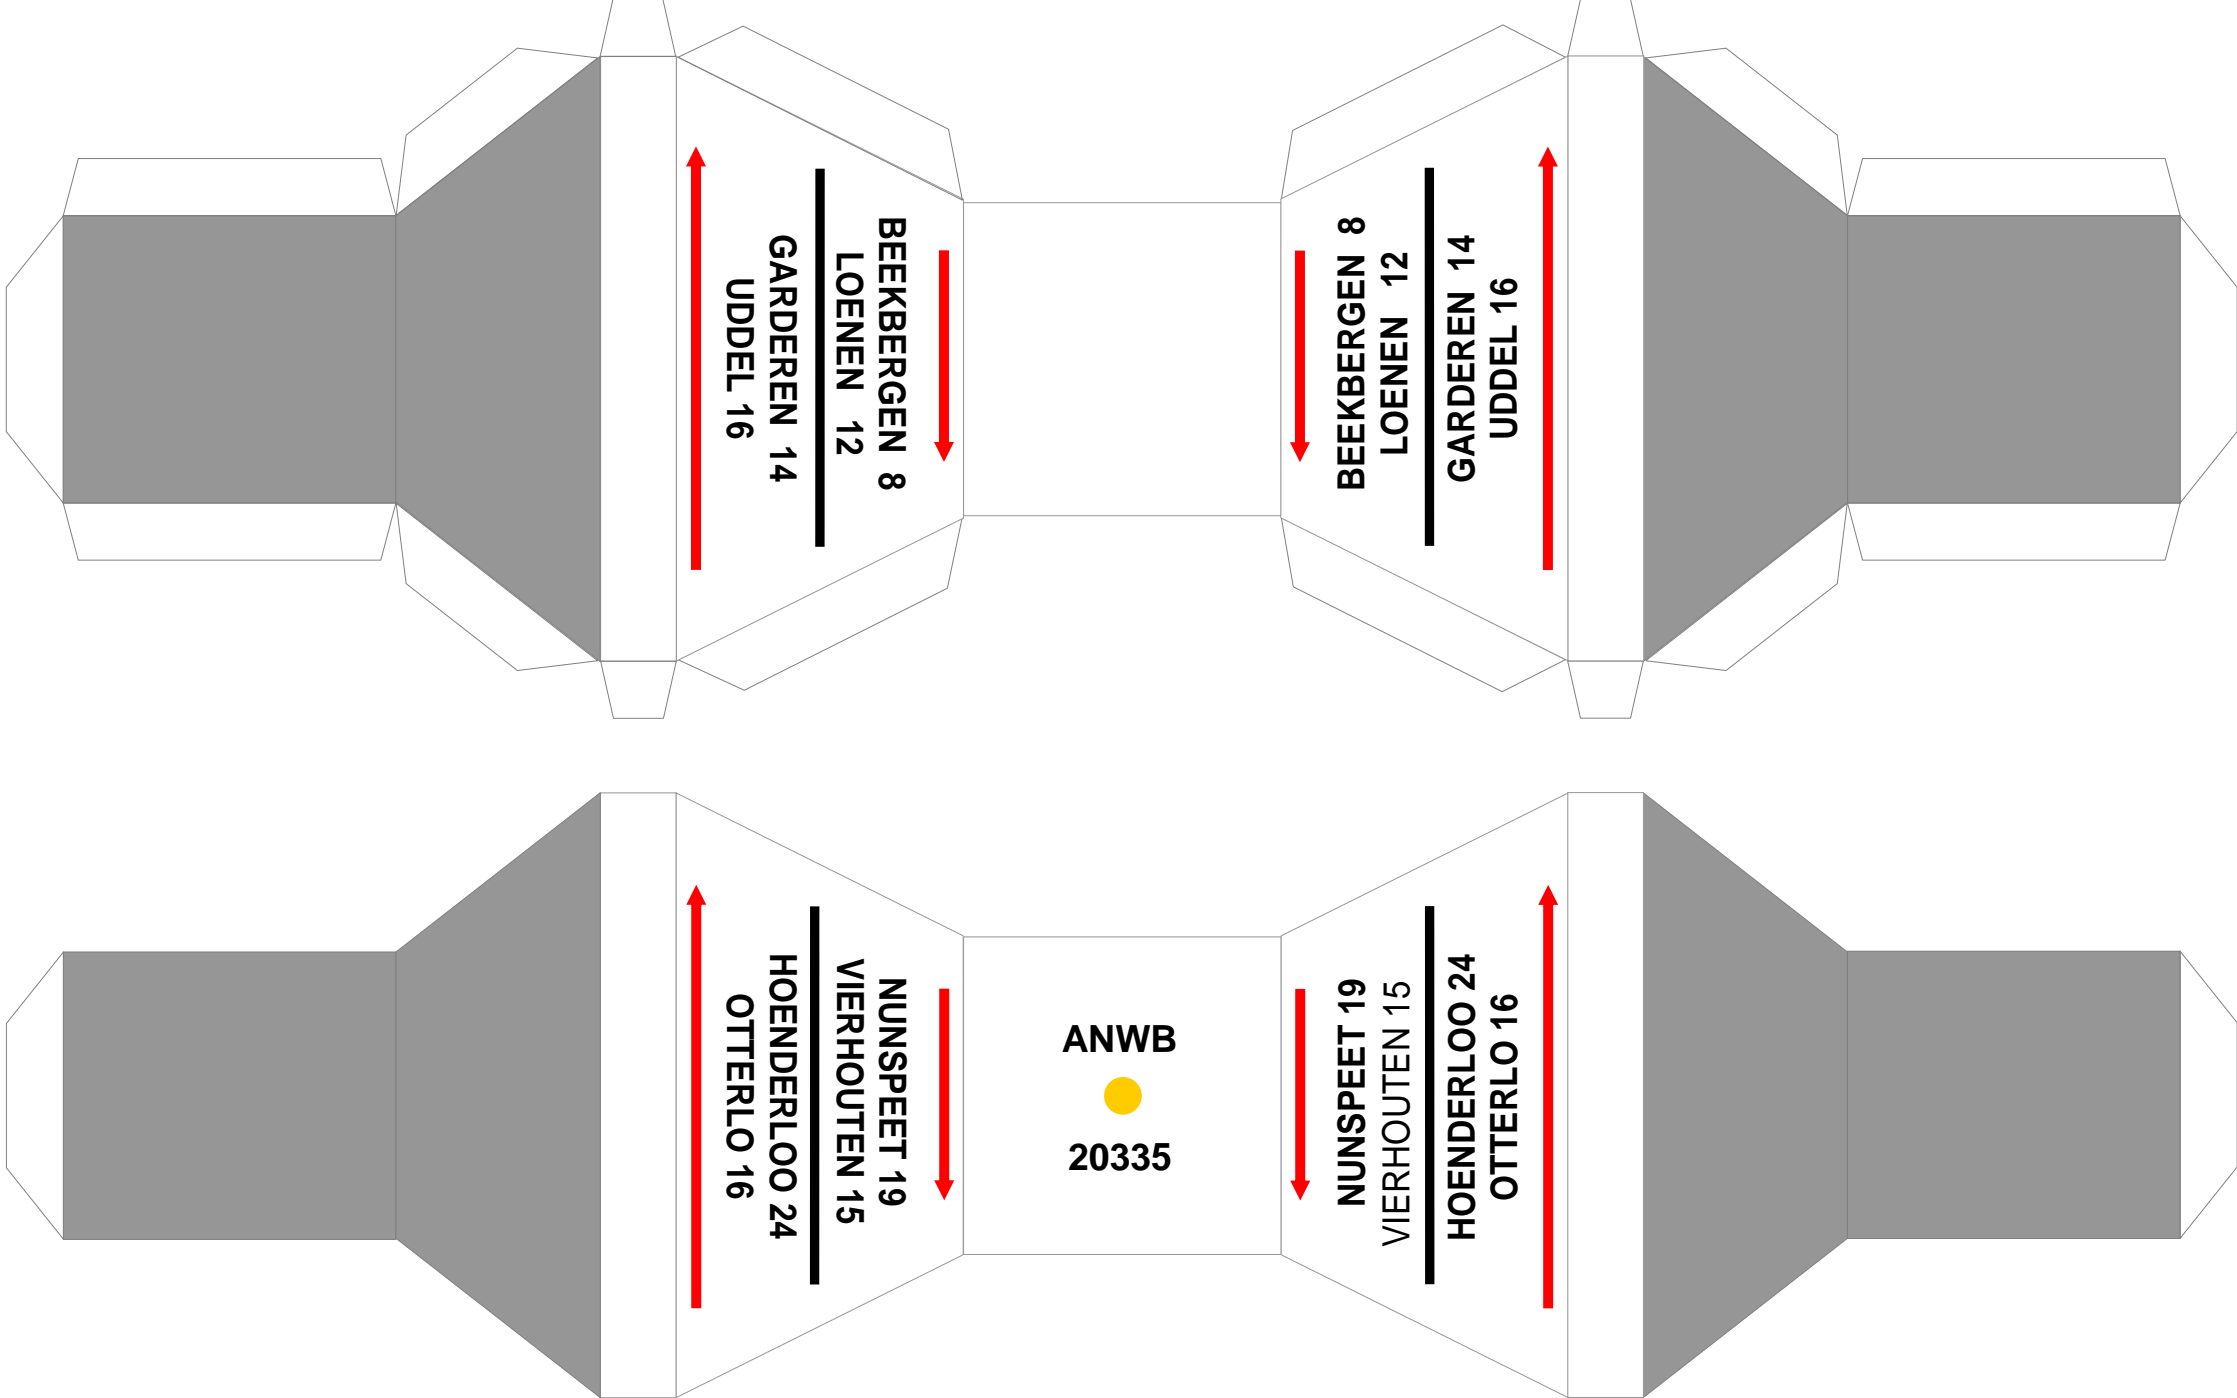 BEEKBERGEN 8
LOENEN 12
GARDEREN 14
UDDEL 16
BEEKBERGEN 8
LOENEN 12
GARDEREN 14
UDDEL 16
NUNSPEET 19
VIERHOUTEN 15
HOENDERLOO 24
OTTERLO 16
ANWB
20335
NUNSPEET 19
VIERHOUTEN 15
HOENDERLOO 24
OTTERLO 16